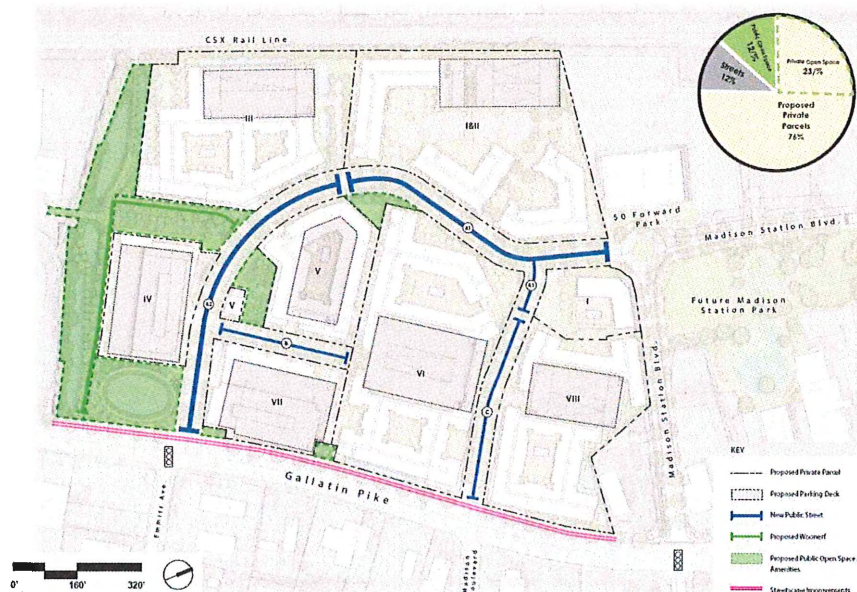 CSX Rail Line
Public Open Space
12/%
Private Open Space
23/%
Streets
12%
Proposed
Private
Parcels
76%
III
I&II
A1
50 Forward
Park
Madison Station Blvd.
IV
V
V
A2
A3
I
Future Madison
Station Park
B
VI
VII
C
VIII
Madison Station Blvd.
Gallatin Pike
Emmitt Ave
Madison
Boulevard
KEY
Proposed Private Parcel
Proposed Parking Deck
New Public Street
Proposed Woonerf
Proposed Public Open Space
Amenities
Streetscape Improvements
0'
160'
320'